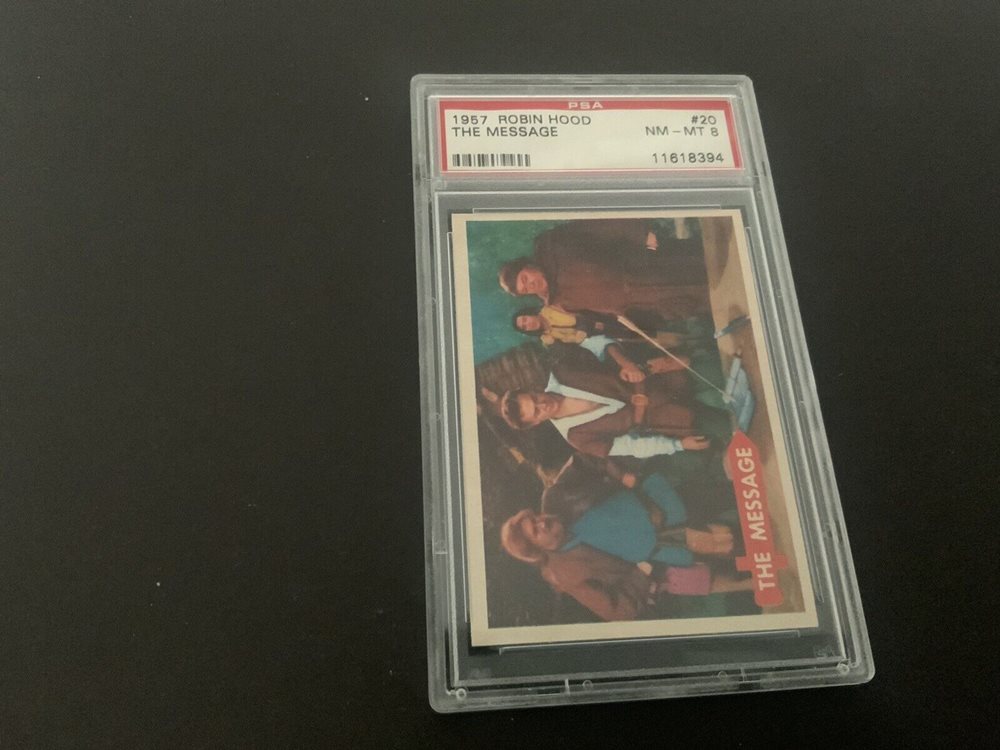 PSA
1957 ROBIN HOOD #20
THE MESSAGE NM - MT 8
11618394
THE MESSAGE